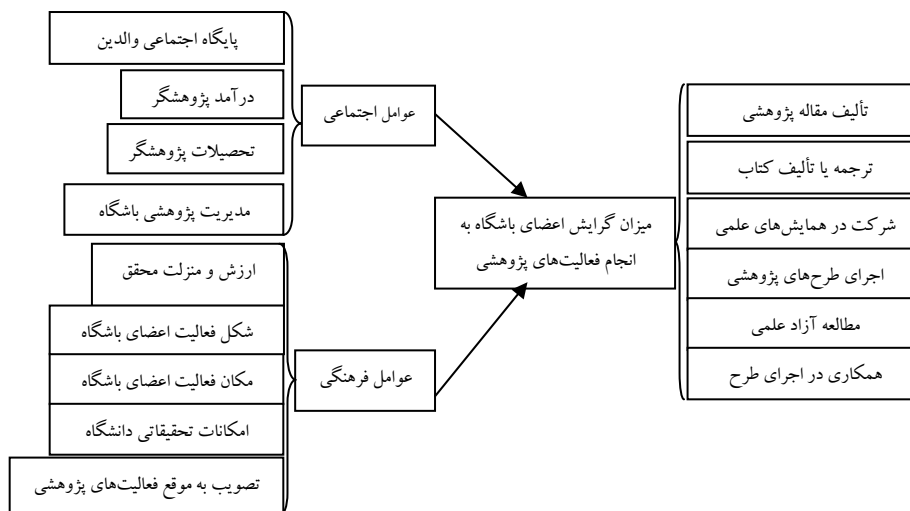 پایگاه اجتماعی والدین
درآمد پژوهشگر
تحصیلات پژوهشگر
مدیریت پژوهشی باشگاه
عوامل اجتماعی
ارزش و منزلت محقق
شکل فعالیت اعضای باشگاه
مکان فعالیت اعضای باشگاه
امکانات تحقیقاتی دانشگاه
تصویب به موقع فعالیت‌های پژوهشی
عوامل فرهنگی
میزان گرایش اعضای باشگاه به
انجام فعالیت‌های پژوهشی
تألیف مقاله پژوهشی
ترجمه یا تألیف کتاب
شرکت در همایش‌های علمی
اجرای طرح‌های پژوهشی
مطالعه آزاد علمی
همکاری در اجرای طرح